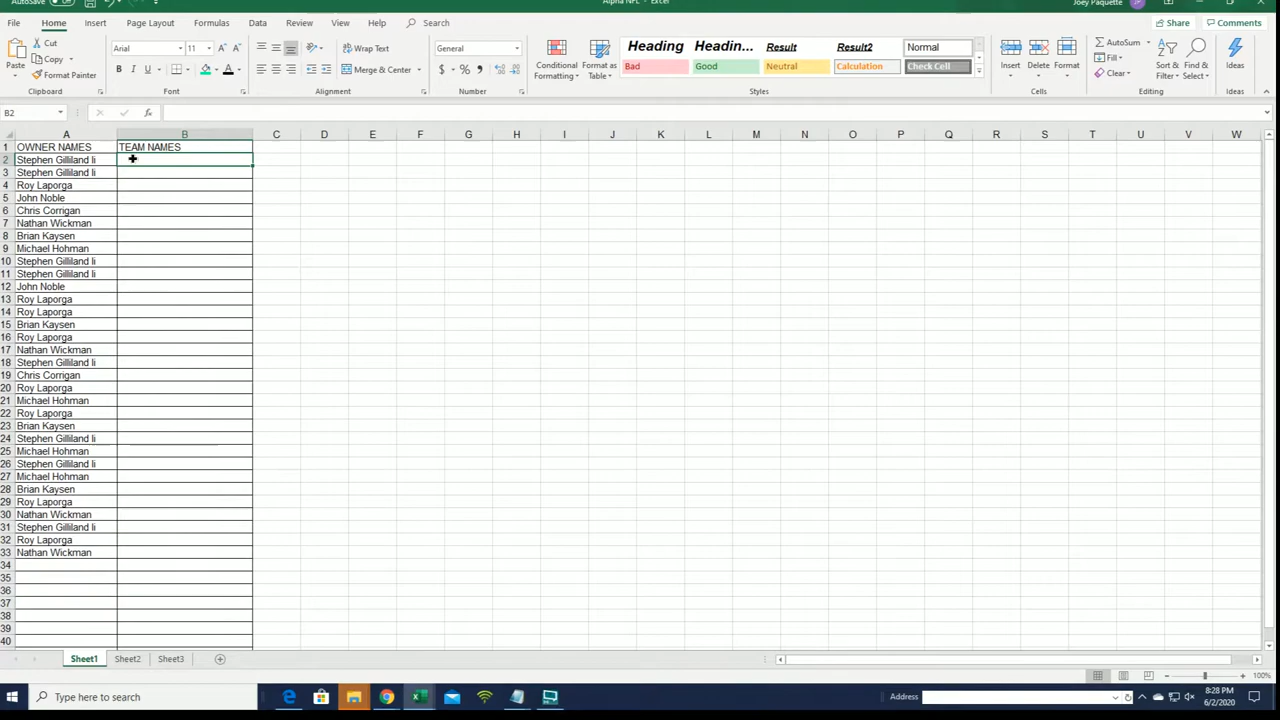 AutoSave Off Alpha NFL - Excel Joey Paquette JP
File Home Insert Page Layout Formulas Data Review View Help Search Share Comments
Paste Cut Copy Format Painter Clipboard
Arial 11 A A B I U A Font
Wrap Text Merge & Center Alignment
General $ % Number
Conditional Formatting Format as Table
Heading Headin... Result Result2 Normal
Bad Good Neutral Calculation Check Cell
Styles
Insert Delete Format Cells
AutoSum Fill Clear Sort & Filter Find & Select Editing
Ideas Ideas
B2 fx
A B C D E F G H I J K L M N O P Q R S T U V W
1 OWNER NAMES TEAM NAMES
2 Stephen Gilliland Ii
3 Stephen Gilliland Ii
4 Roy Laporga
5 John Noble
6 Chris Corrigan
7 Nathan Wickman
8 Brian Kaysen
9 Michael Hohman
10 Stephen Gilliland Ii
11 Stephen Gilliland Ii
12 John Noble
13 Roy Laporga
14 Roy Laporga
15 Brian Kaysen
16 Roy Laporga
17 Nathan Wickman
18 Stephen Gilliland Ii
19 Chris Corrigan
20 Roy Laporga
21 Michael Hohman
22 Roy Laporga
23 Brian Kaysen
24 Stephen Gilliland Ii
25 Michael Hohman
26 Stephen Gilliland Ii
27 Michael Hohman
28 Brian Kaysen
29 Roy Laporga
30 Nathan Wickman
31 Stephen Gilliland Ii
32 Roy Laporga
33 Nathan Wickman
34
35
36
37
38
39
40
Sheet1 Sheet2 Sheet3
100%
Type here to search
Address
8:28 PM
6/2/2020